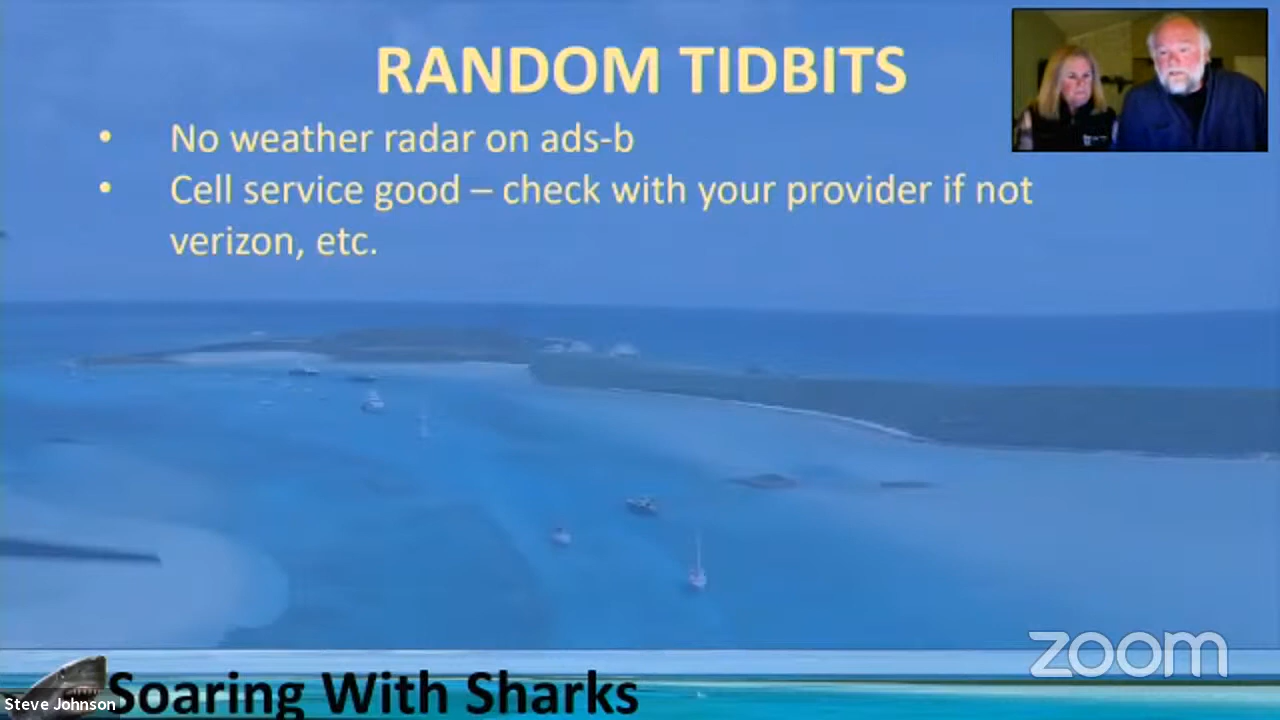 RANDOM TIDBITS
• No weather radar on ads-b
• Cell service good – check with your provider if not
verizon, etc.
zoom
Soaring With Sharks
Steve Johnson